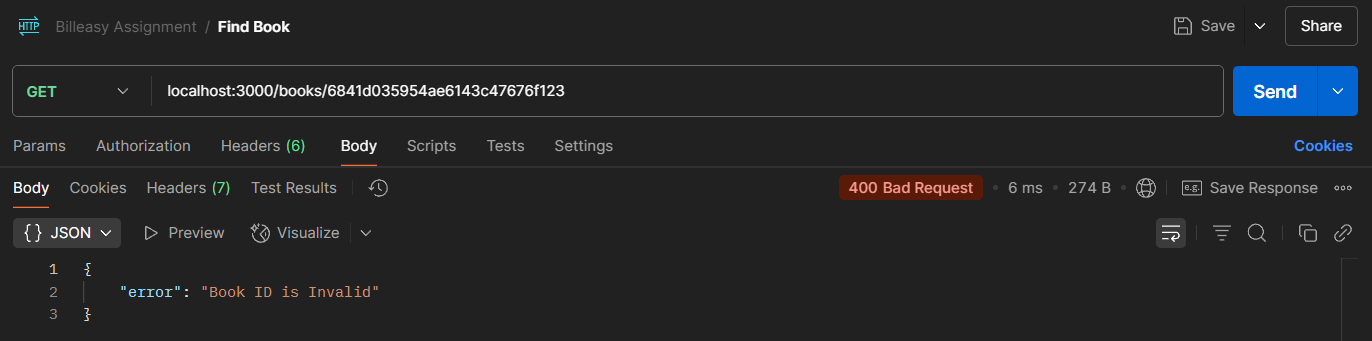 HTTP Billeasy Assignment / Find Book Save Share
GET localhost:3000/books/6841d035954ae6143c47676f123 Send
Params Authorization Headers (6) Body Scripts Tests Settings Cookies
Body Cookies Headers (7) Test Results 400 Bad Request • 6 ms • 274 B • e.g. Save Response
{} JSON Preview Visualize
1 {
2 "error": "Book ID is Invalid"
3 }